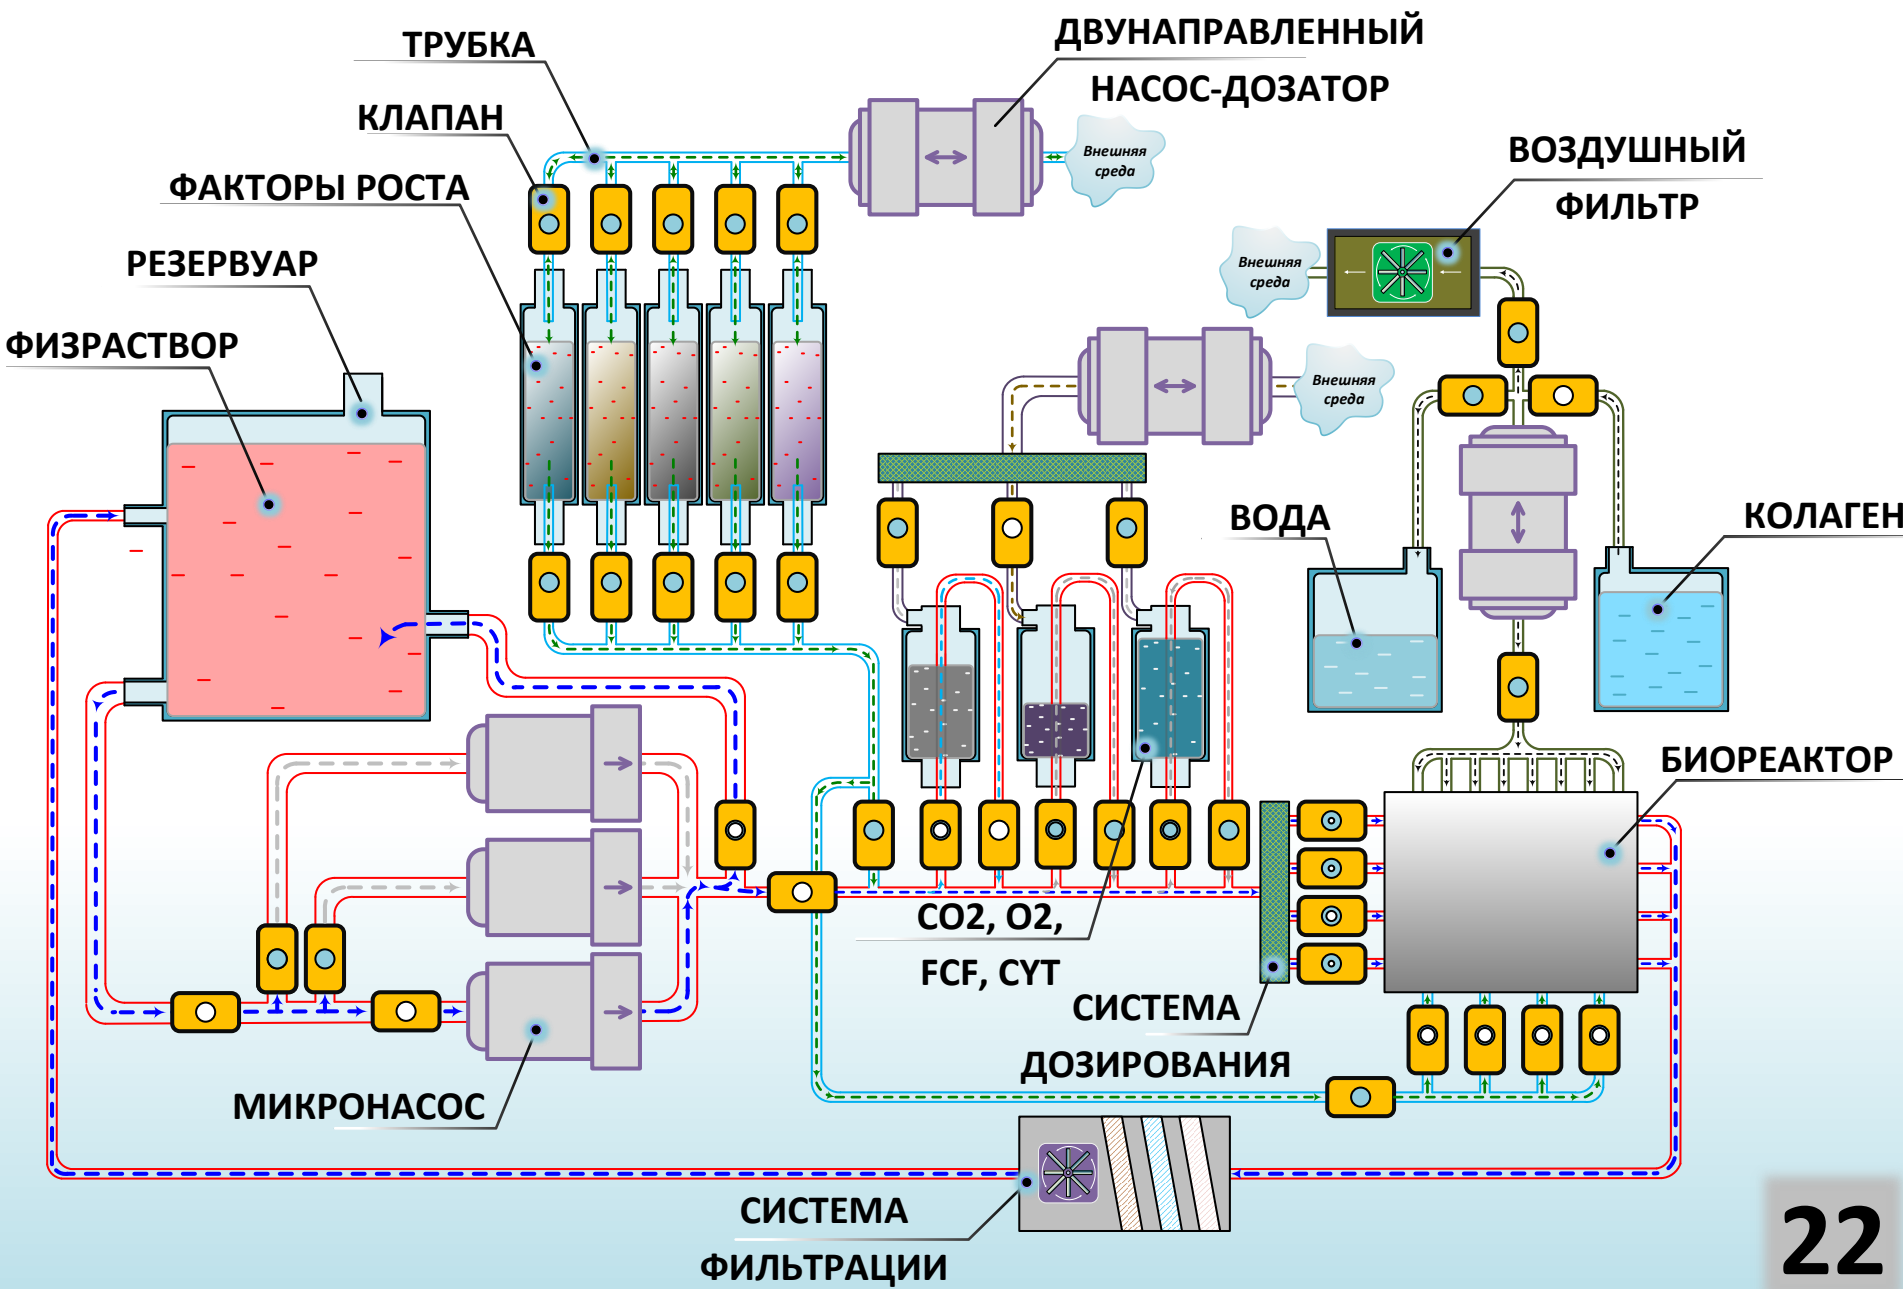 ТРУБКА
ДВУНАПРАВЛЕННЫЙ
НАСОС-ДОЗАТОР
КЛАПАН
Внешняя
среда
ВОЗДУШНЫЙ
ФИЛЬТР
ФАКТОРЫ РОСТА
РЕЗЕРВУАР
Внешняя
среда
ФИЗРАСТВОР
Внешняя
среда
ВОДА
КОЛАГЕН
БИОРЕАКТОР
CO2, O2,
FCF, CYT
СИСТЕМА
ДОЗИРОВАНИЯ
МИКРОНАСОС
СИСТЕМА
ФИЛЬТРАЦИИ
22